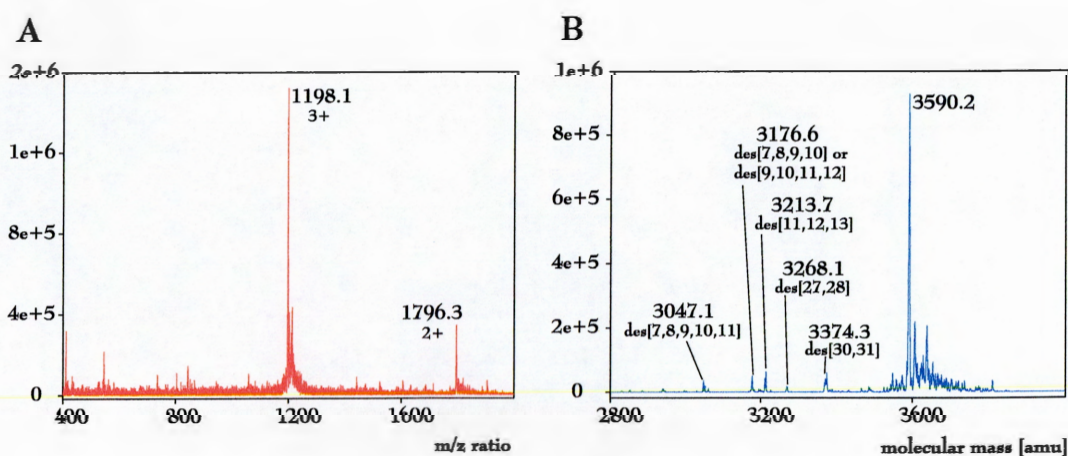 A
2e+6
1e+6
8e+5
4e+5
0
400
800
1200
1600
1198.1
3+
1796.3
2+
m/z ratio
B
1e+6
8e+5
6e+5
4e+5
2e+5
0
2800
3200
3600
3590.2
3176.6
des[7,8,9,10] or
des[9,10,11,12]
3213.7
des[11,12,13]
3268.1
des[27,28]
3047.1
des[7,8,9,10,11]
3374.3
des[30,31]
molecular mass [amu]